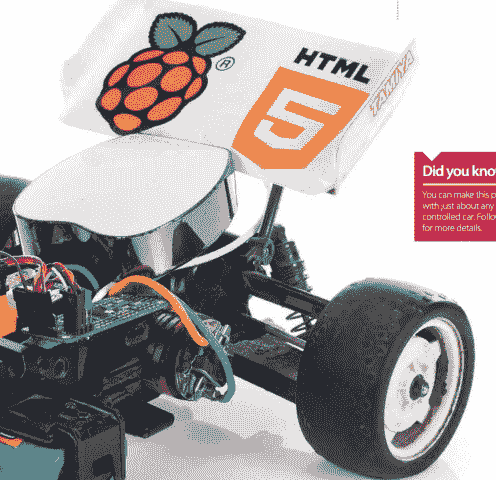 ®
HTML
5
TAMIYA
Did you kno
You can make this p
with just about any
controlled car. Follo
for more details.